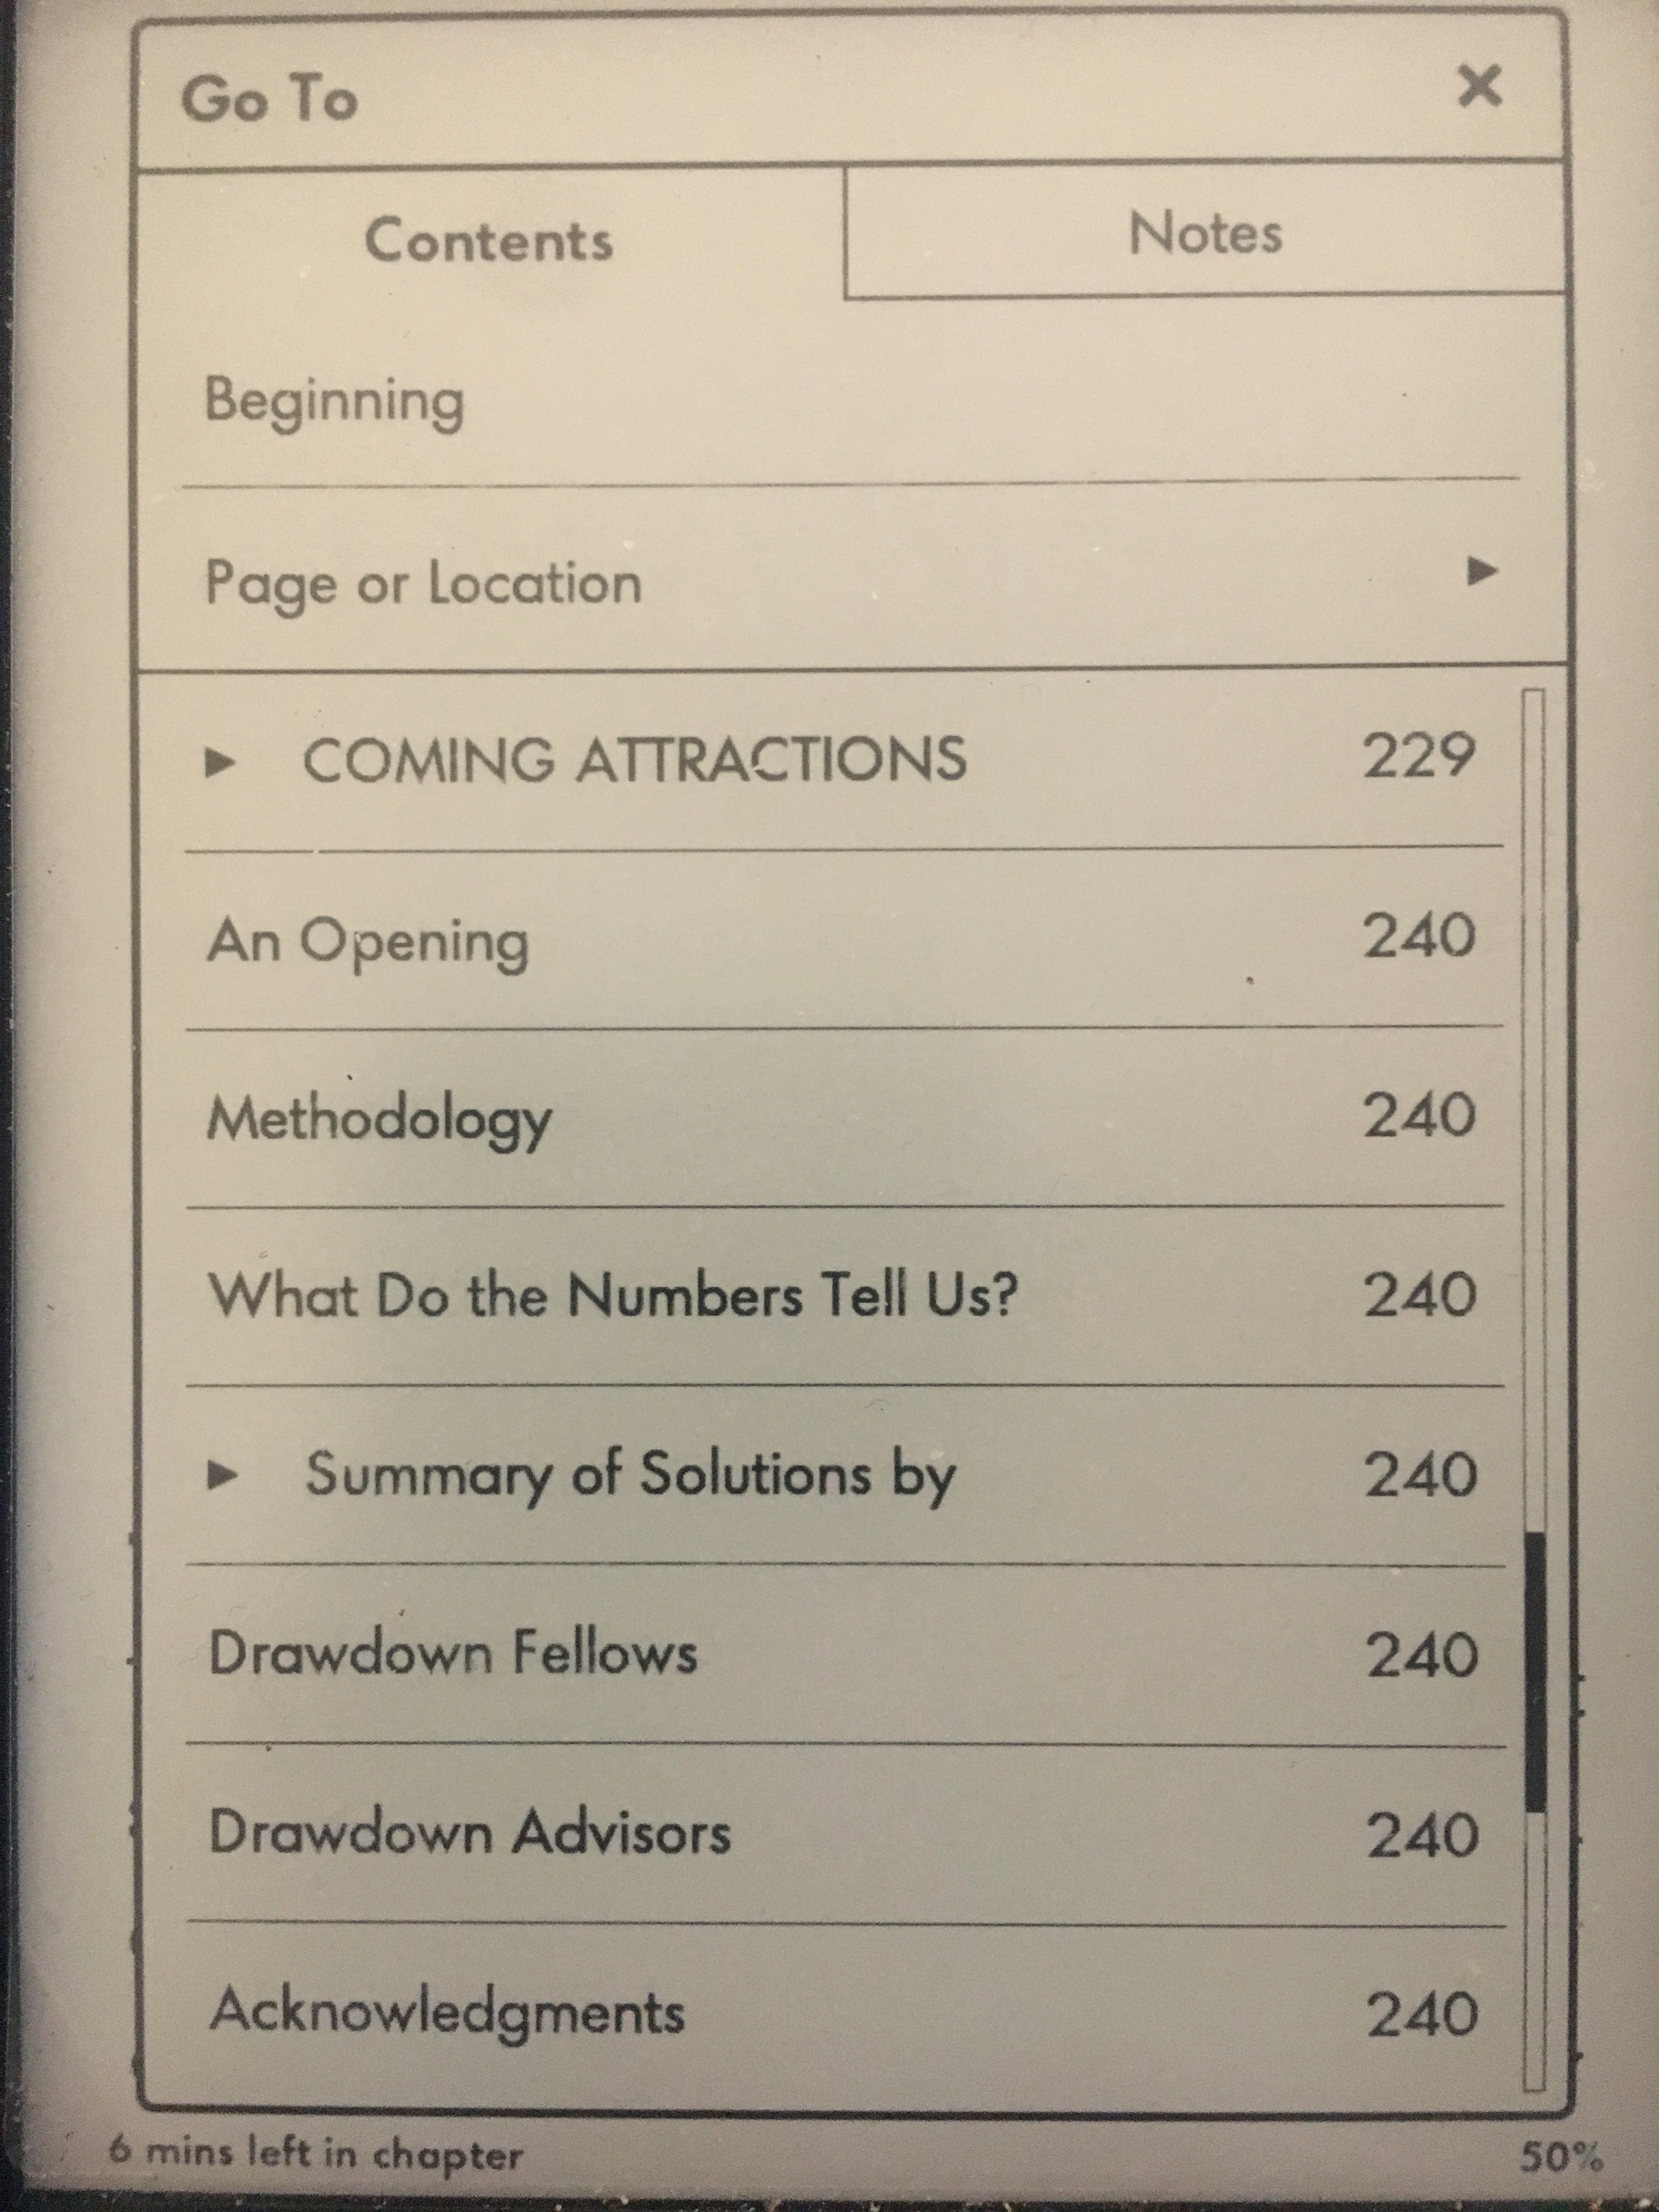 Go To
Contents
Notes
Beginning
Page or Location
COMING ATTRACTIONS 229
An Opening 240
Methodology 240
What Do the Numbers Tell Us? 240
Summary of Solutions by 240
Drawdown Fellows 240
Drawdown Advisors 240
Acknowledgments 240
6 mins left in chapter 50%